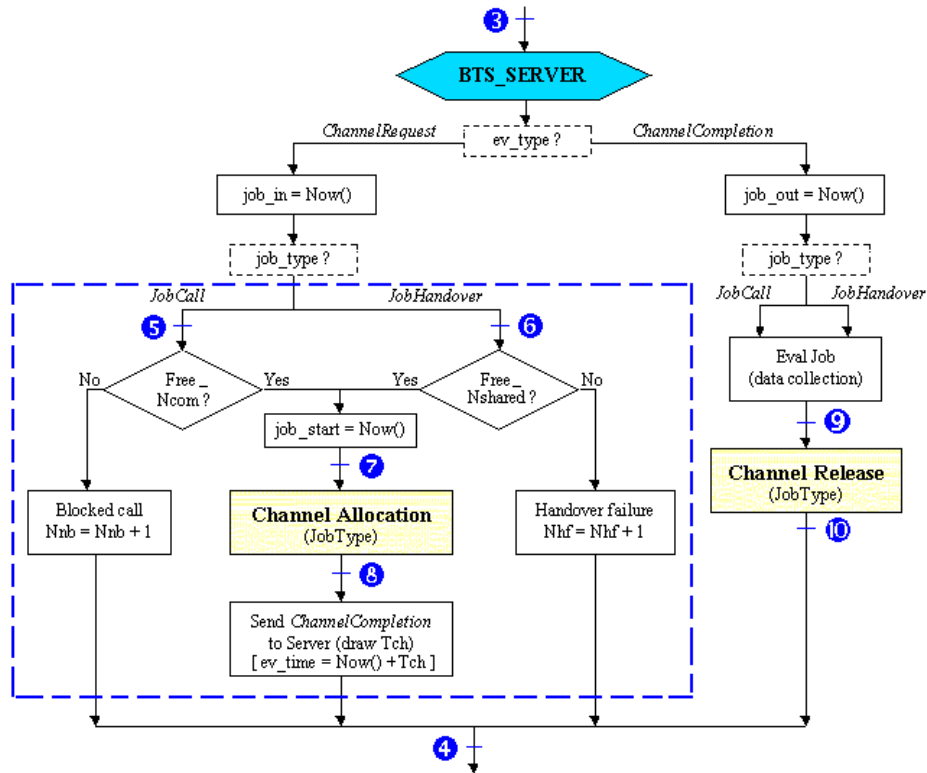 3
BTS_SERVER
ChannelRequest
ev_type ?
ChannelCompletion
job_in = Now()
job_out = Now()
job_type ?
job_type ?
JobCall
JobHandover
JobCall
JobHandover
5
6
No
Free_
Ncom ?
Yes
Yes
Free_
Nshared ?
No
Eval Job
(data collection)
job_start = Now()
9
7
Channel Release
(JobType)
Blocked call
Nnb = Nnb + 1
Channel Allocation
(JobType)
Handover failure
Nhf = Nhf + 1
10
8
Send ChannelCompletion
to Server (draw Tch)
[ ev_time = Now() + Tch ]
4